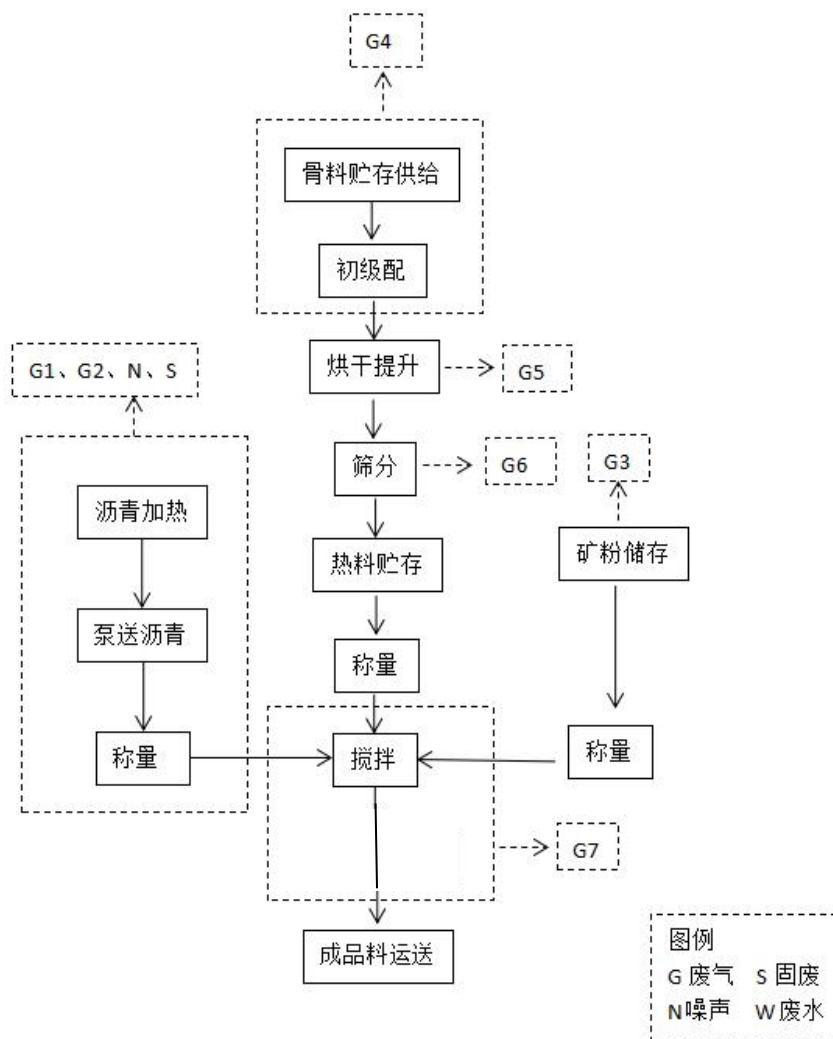 G4
骨料贮存供给
初级配
烘干提升
G5
G1、G2、N、S
筛分
G6
G3
沥青加热
热料贮存
矿粉储存
泵送沥青
称量
称量
搅拌
称量
G7
成品料运送
图例
G 废气 S 固废
N噪声 W废水